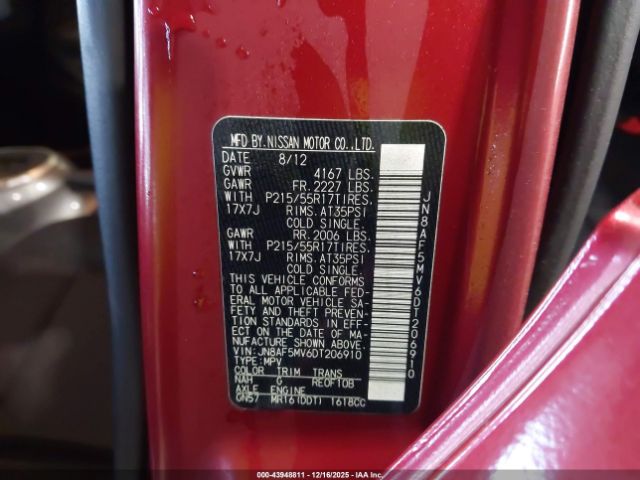 MFD BY.NISSAN MOTOR CO.,LTD.
DATE 8/12
GVWR 4167 LBS.
GAWR FR. 2227 LBS.
WITH P215/55R17TIRES,
17X7J RIMS.AT35PSI
COLD SINGLE.
GAWR RR. 2006 LBS.
WITH P215/55R17TIRES,
17X7J RIMS.AT35PSI
COLD SINGLE.
THIS VEHICLE CONFORMS
TO ALL APPLICABLE FED-
ERAL MOTOR VEHICLE SA-
FETY AND THEFT PREVEN-
TION STANDARDS IN EFF-
ECT ON THE DATE OF MA-
NUFACTURE SHOWN ABOVE.
VIN:JN8AF5MV6DT206910
TYPE:MPV
COLOR TRIM TRANS
NAH G RE0F10B
AXLE ENGINE
GN57 MR16(DDT) 1618CC
JN8AF5MV6DT206910
00-43948811 - 12/16/2025 - IAA Inc.